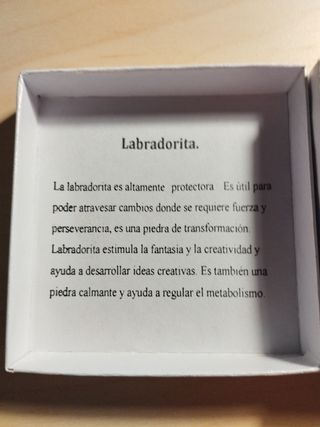 Labradorita.
La labradorita es altamente protectora Es útil para
poder atravesar cambios donde se requiere fuerza y
perseverancia, es una piedra de transformación.
Labradorita estimula la fantasia y la creatividad y
ayuda a desarrollar ideas creativas. Es también una
piedra calmante y ayuda a regular el metabolismo.